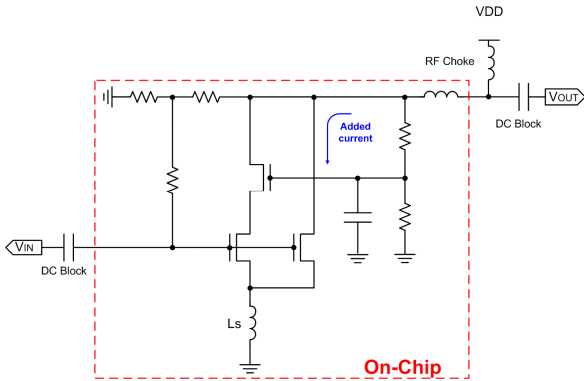 VDD
RF Choke
VOUT
DC Block
Added
current
VIN
DC Block
Ls
On-Chip